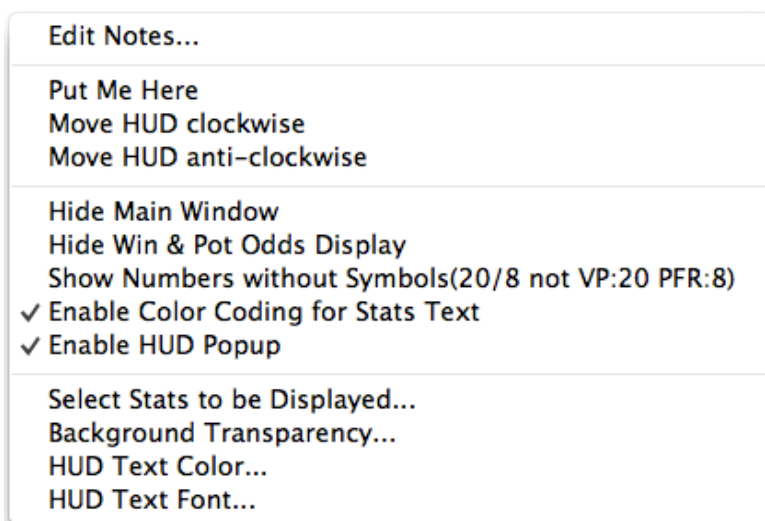 Edit Notes...
Put Me Here
Move HUD clockwise
Move HUD anti-clockwise
Hide Main Window
Hide Win & Pot Odds Display
Show Numbers without Symbols(20/8 not VP:20 PFR:8)
✓ Enable Color Coding for Stats Text
✓ Enable HUD Popup
Select Stats to be Displayed...
Background Transparency...
HUD Text Color...
HUD Text Font...